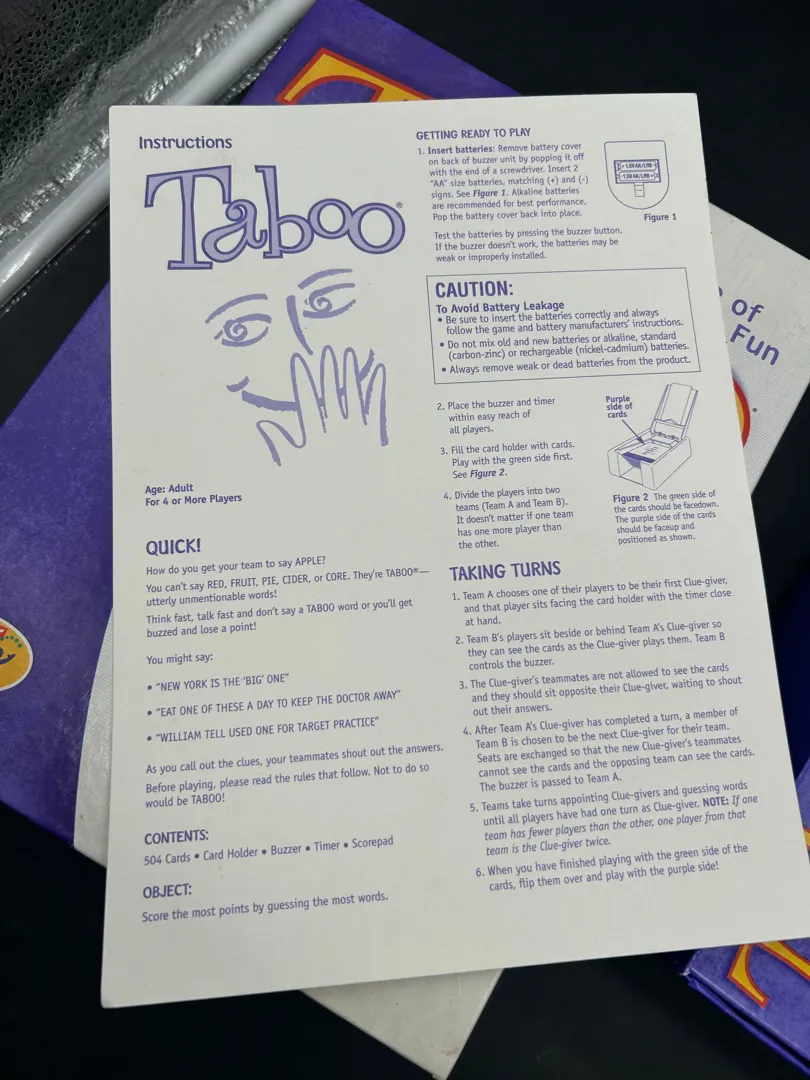 Instructions
Taboo®
Age: Adult
For 4 or More Players
QUICK!
How do you get your team to say APPLE?
You can't say RED, FRUIT, PIE, CIDER, or CORE. They're TABOO®—
utterly unmentionable words!
Think fast, talk fast and don't say a TABOO word or you'll get
buzzed and lose a point!
You might say:
• "NEW YORK IS THE 'BIG' ONE"
• "EAT ONE OF THESE A DAY TO KEEP THE DOCTOR AWAY"
• "WILLIAM TELL USED ONE FOR TARGET PRACTICE"
As you call out the clues, your teammates shout out the answers.
Before playing, please read the rules that follow. Not to do so
would be TABOO!
CONTENTS:
504 Cards • Card Holder • Buzzer • Timer • Scorepad
OBJECT:
Score the most points by guessing the most words.
GETTING READY TO PLAY
1. Insert batteries: Remove battery cover
on back of buzzer unit by popping it off
with the end of a screwdriver. Insert 2
"AA" size batteries, matching (+) and (-)
signs. See Figure 1. Alkaline batteries
are recommended for best performance.
Pop the battery cover back into place.
Figure 1
Test the batteries by pressing the buzzer button.
If the buzzer doesn't work, the batteries may be
weak or improperly installed.
CAUTION:
To Avoid Battery Leakage
• Be sure to insert the batteries correctly and always
follow the game and battery manufacturers' instructions.
• Do not mix old and new batteries or alkaline, standard
(carbon-zinc) or rechargeable (nickel-cadmium) batteries.
• Always remove weak or dead batteries from the product.
2. Place the buzzer and timer
within easy reach of
all players.
3. Fill the card holder with cards.
Play with the green side first.
See Figure 2.
4. Divide the players into two
teams (Team A and Team B).
It doesn't matter if one team
has one more player than
the other.
Purple
side of
cards
Figure 2 The green side of
the cards should be facedown.
The purple side of the cards
should be faceup and
positioned as shown.
TAKING TURNS
1. Team A chooses one of their players to be their first Clue-giver,
and that player sits facing the card holder with the timer close
at hand.
2. Team B's players sit beside or behind Team A's Clue-giver so
they can see the cards as the Clue-giver plays them. Team B
controls the buzzer.
3. The Clue-giver's teammates are not allowed to see the cards
and they should sit opposite their Clue-giver, waiting to shout
out their answers.
4. After Team A's Clue-giver has completed a turn, a member of
Team B is chosen to be the next Clue-giver for their team.
Seats are exchanged so that the new Clue-giver's teammates
cannot see the cards and the opposing team can see the cards.
The buzzer is passed to Team A.
5. Teams take turns appointing Clue-givers and guessing words
until all players have had one turn as Clue-giver. NOTE: If one
team has fewer players than the other, one player from that
team is the Clue-giver twice.
6. When you have finished playing with the green side of the
cards, flip them over and play with the purple side!
of
Fun